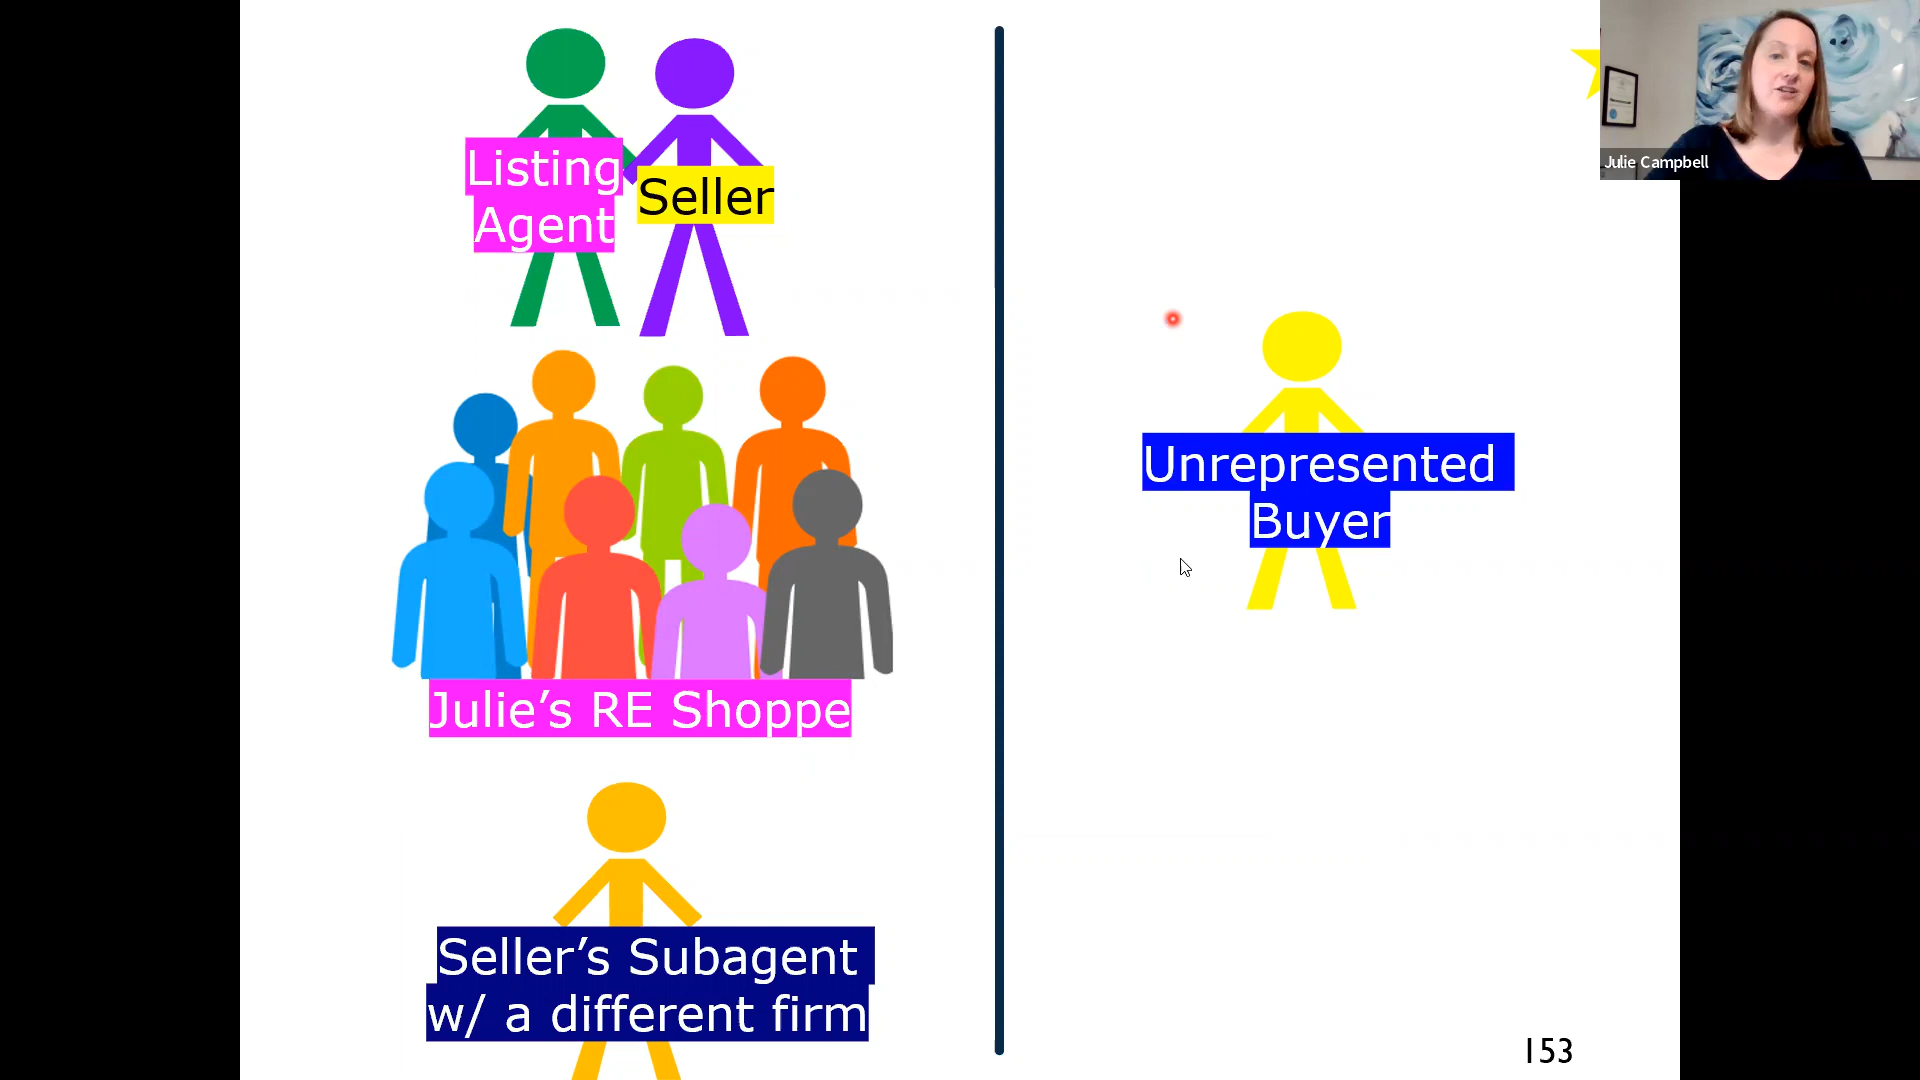 Listing
Agent
Seller
Julie’s RE Shoppe
Seller’s Subagent
w/ a different firm
Unrepresented
Buyer
153
Julie Campbell